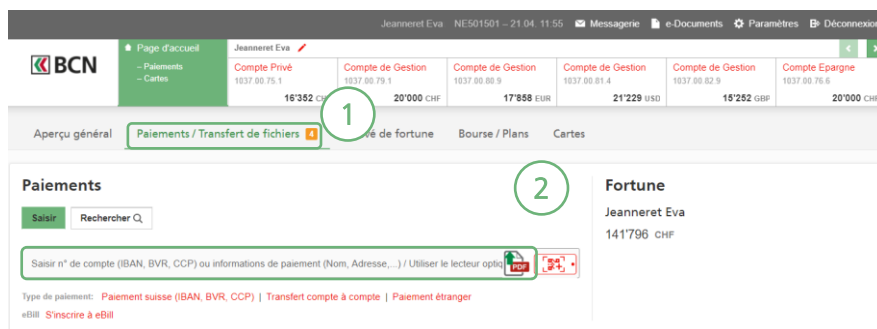 Jeanneret Eva NE501501 – 21.04. 11:55 Messagerie e-Documents Paramètres Déconnexion
BCN
Page d'accueil
– Paiements
– Cartes
Jeanneret Eva
Compte Privé
1037.00.75.1
16'352 CHF
Compte de Gestion
1037.00.79.1
20'000 CHF
Compte de Gestion
1037.00.80.9
17'858 EUR
Compte de Gestion
1037.00.81.4
21'229 USD
Compte de Gestion
1037.00.82.9
15'252 GBP
Compte Epargne
1037.00.76.6
20'000 CHF
1
Aperçu général Paiements / Transfert de fichiers 4 de fortune Bourse / Plans Cartes
2
Paiements
Saisir Rechercher
Saisir n° de compte (IBAN, BVR, CCP) ou informations de paiement (Nom, Adresse,...) / Utiliser le lecteur optiq
PDF
Type de paiement: Paiement suisse (IBAN, BVR, CCP) | Transfert compte à compte | Paiement étranger
eBill S'inscrire à eBill
Fortune
Jeanneret Eva
141'796 CHF